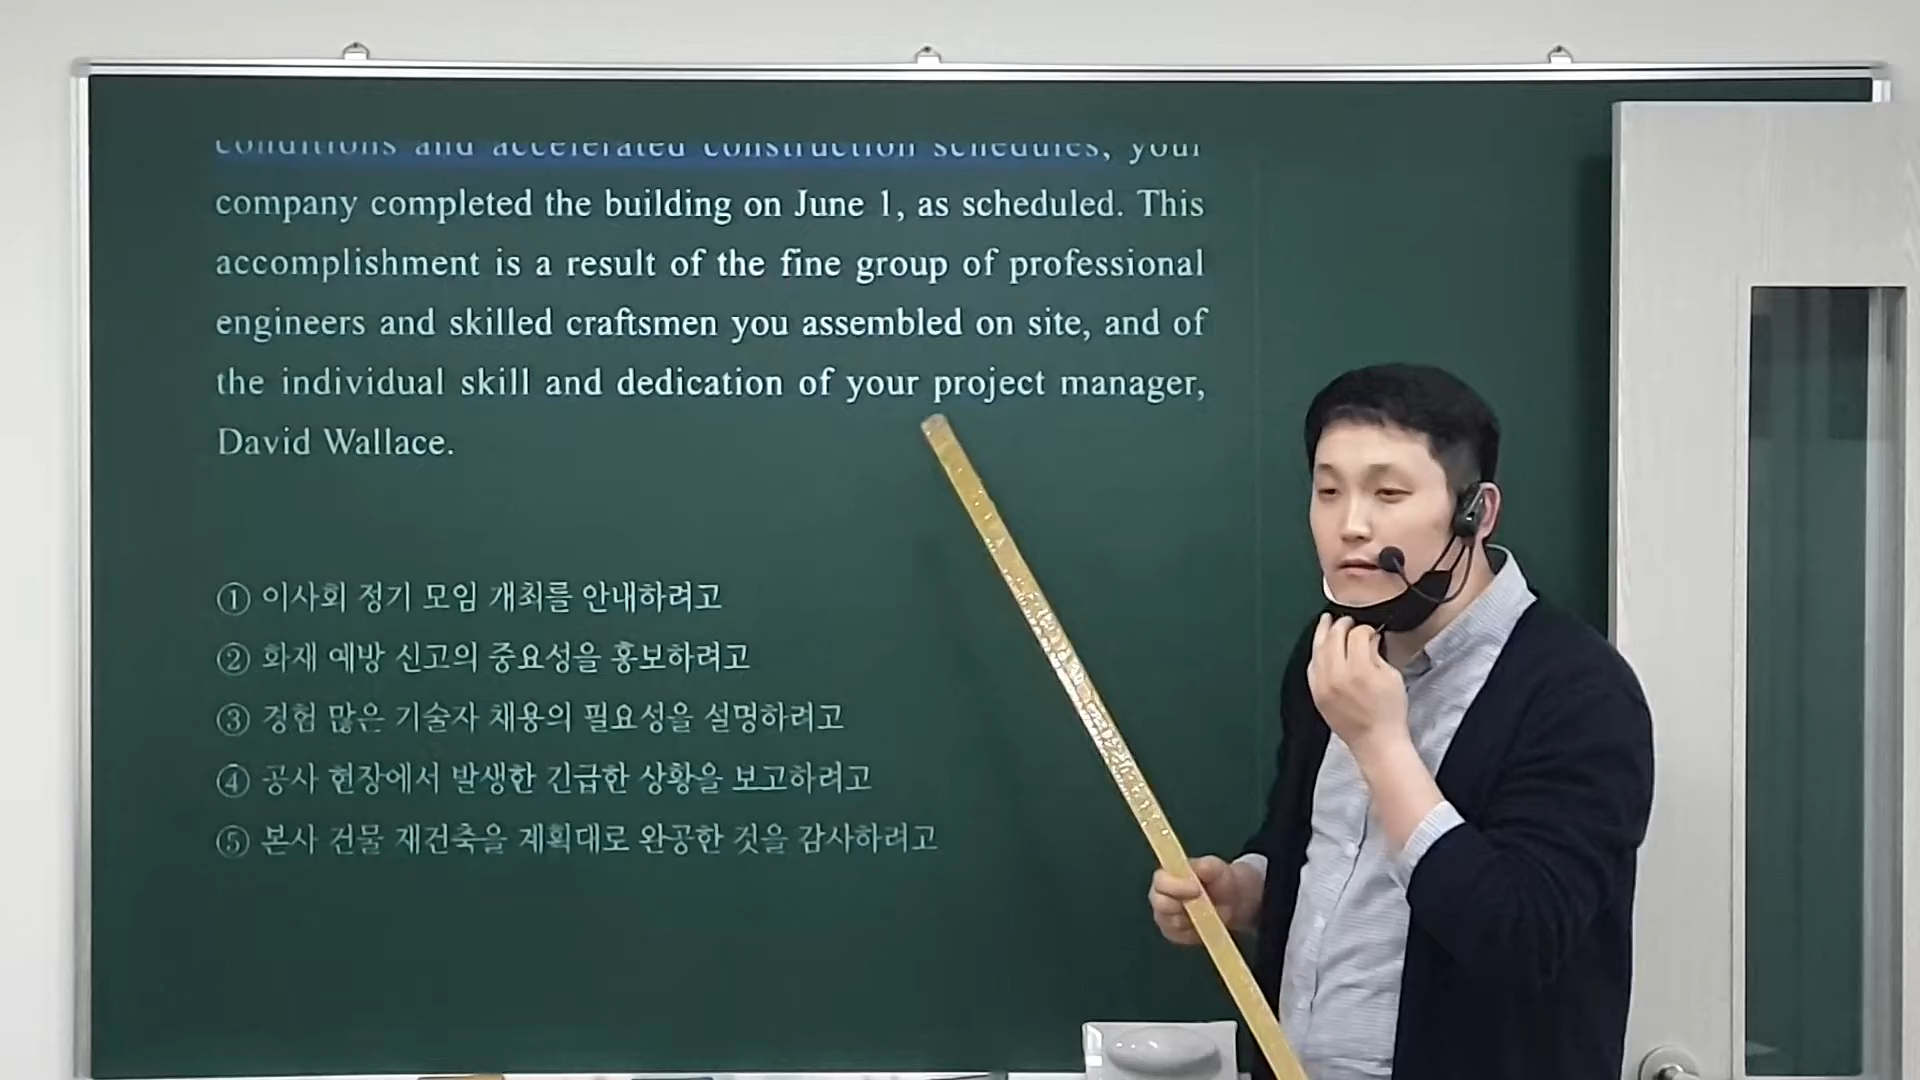 conditions and accelerated construction schedules, your
company completed the building on June 1, as scheduled. This
accomplishment is a result of the fine group of professional
engineers and skilled craftsmen you assembled on site, and of
the individual skill and dedication of your project manager,
David Wallace.
① 이사회 정기 모임 개최를 안내하려고
② 화재 예방 신고의 중요성을 홍보하려고
③ 경험 많은 기술자 채용의 필요성을 설명하려고
④ 공사 현장에서 발생한 긴급한 상황을 보고하려고
⑤ 본사 건물 재건축을 계획대로 완공한 것을 감사하려고